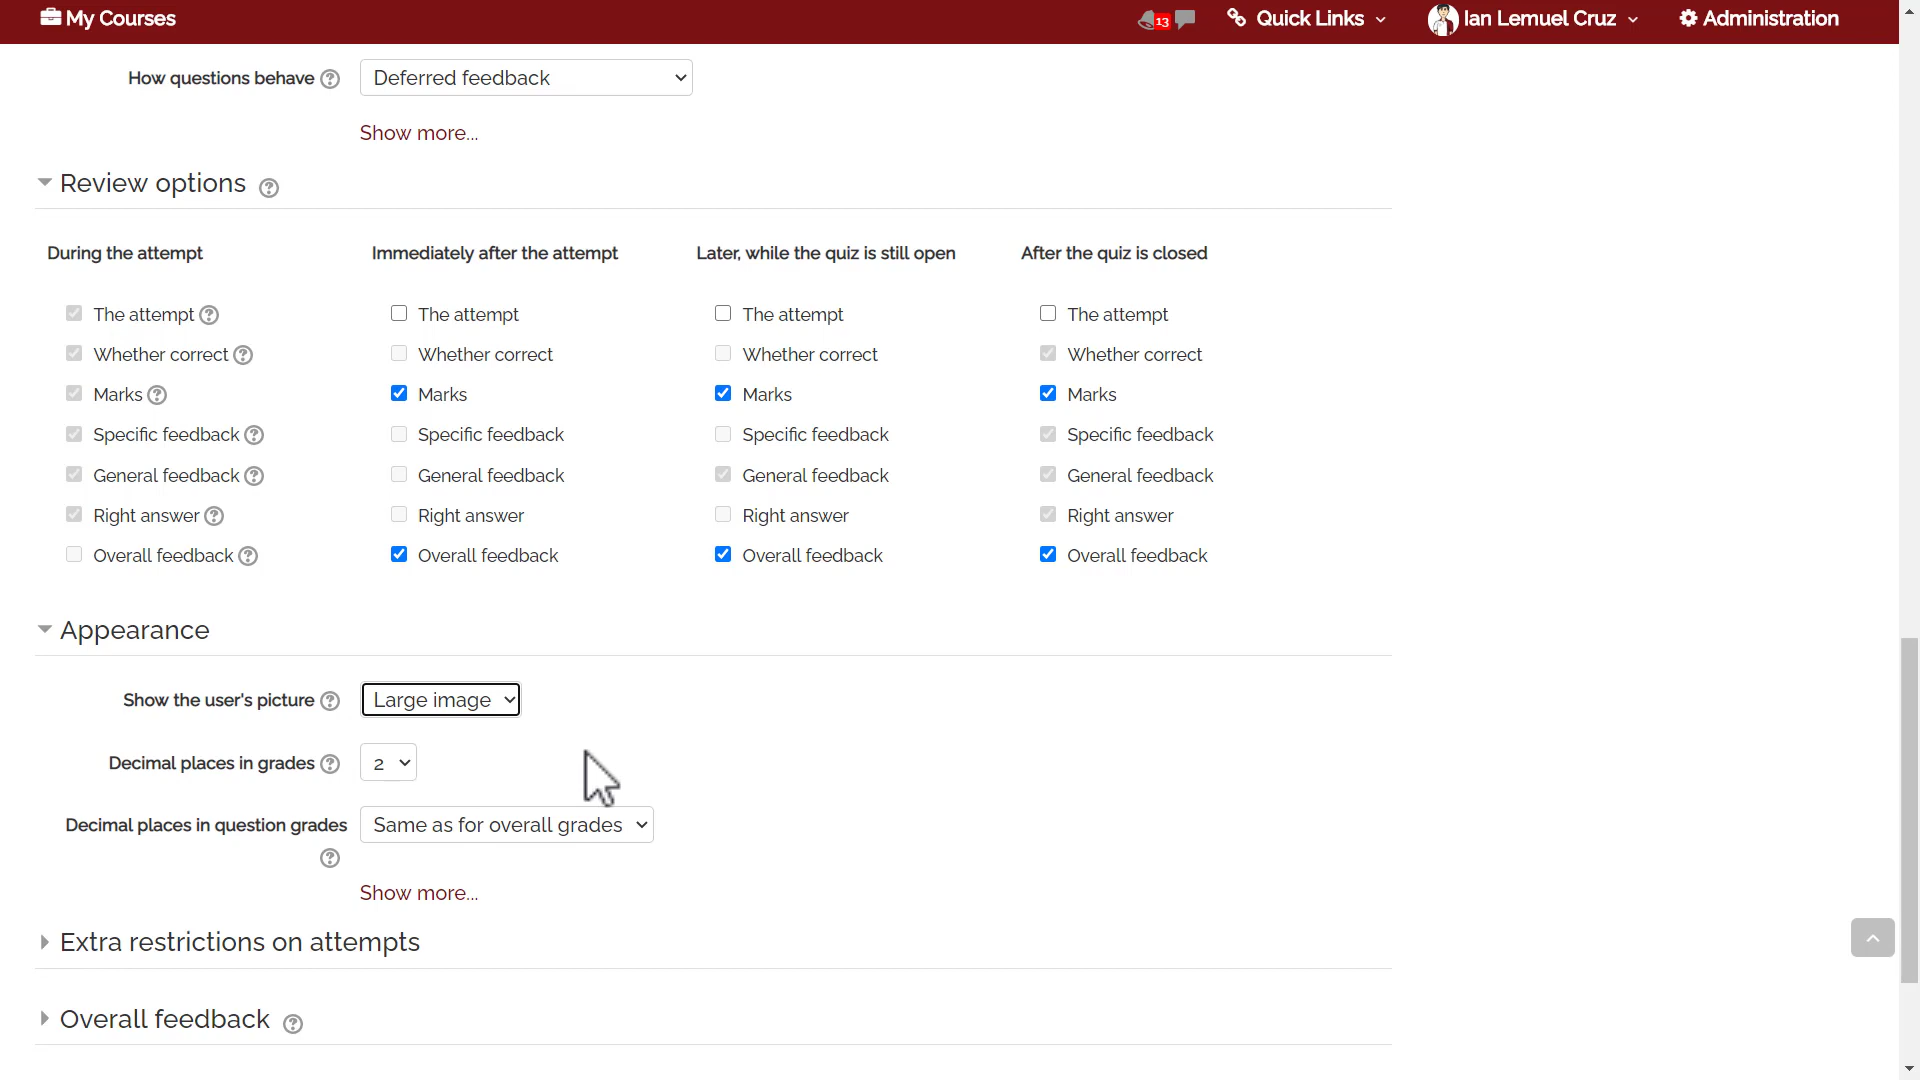 My Courses
13
Quick Links
Ian Lemuel Cruz
Administration
How questions behave
Deferred feedback
Show more...
Review options
During the attempt
Immediately after the attempt
Later, while the quiz is still open
After the quiz is closed
The attempt
The attempt
The attempt
The attempt
Whether correct
Whether correct
Whether correct
Whether correct
Marks
Marks
Marks
Marks
Specific feedback
Specific feedback
Specific feedback
Specific feedback
General feedback
General feedback
General feedback
General feedback
Right answer
Right answer
Right answer
Right answer
Overall feedback
Overall feedback
Overall feedback
Overall feedback
Appearance
Show the user's picture
Large image
Decimal places in grades
2
Decimal places in question grades
Same as for overall grades
Show more...
Extra restrictions on attempts
Overall feedback